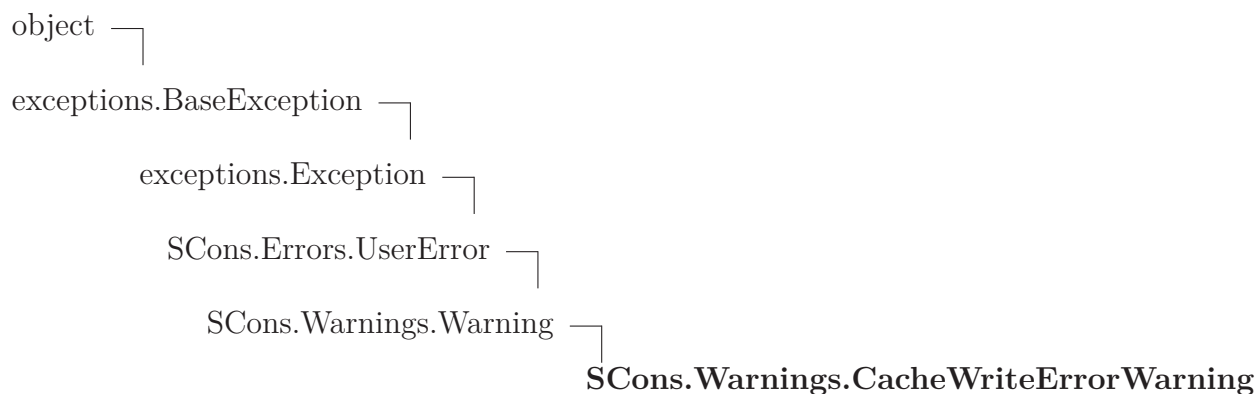 object
exceptions.BaseException
exceptions.Exception
SCons.Errors.UserError
SCons.Warnings.Warning
SCons.Warnings.CacheWriteErrorWarning